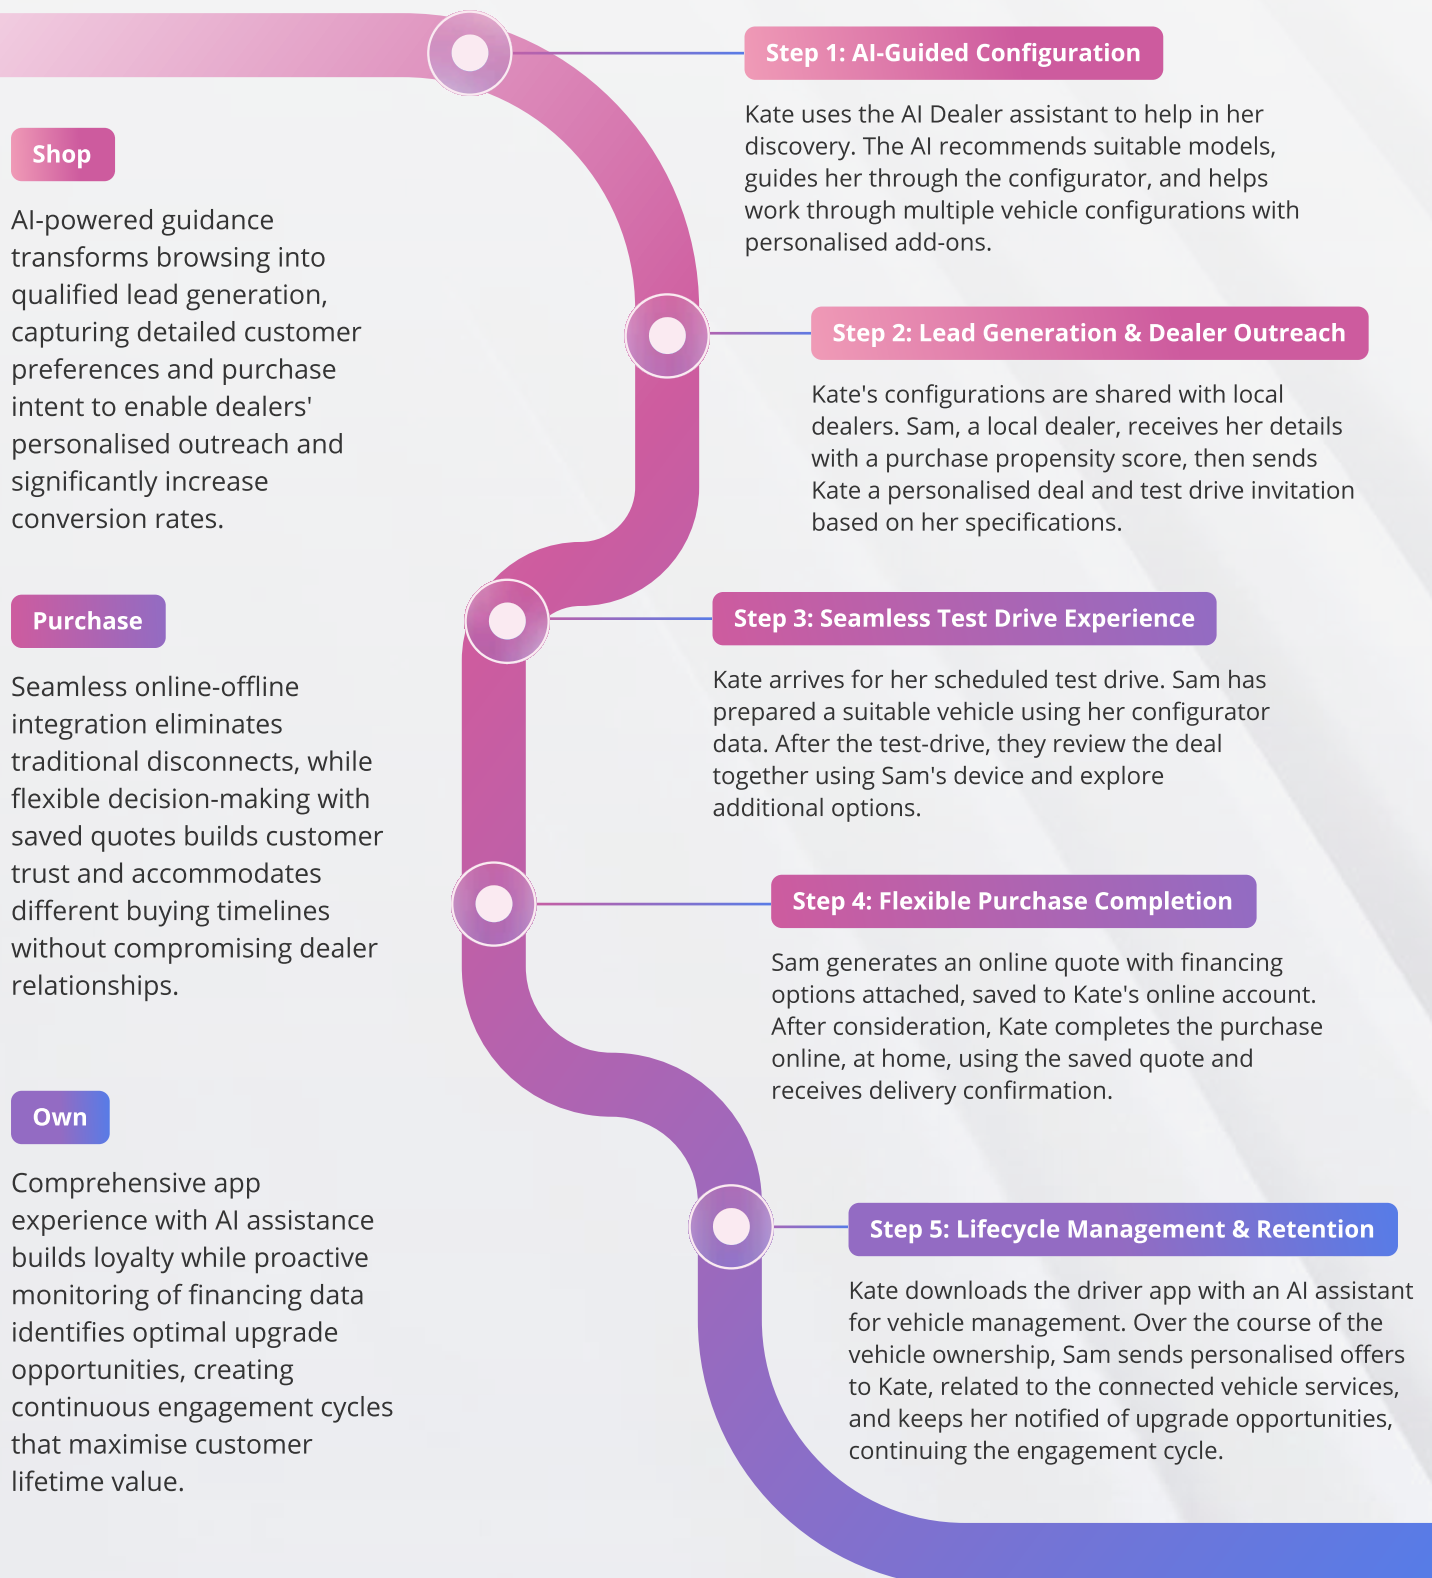 Step 1: AI-Guided Configuration
Kate uses the AI Dealer assistant to help in her
discovery. The AI recommends suitable models,
guides her through the configurator, and helps
work through multiple vehicle configurations with
personalised add-ons.
Shop
AI-powered guidance
transforms browsing into
qualified lead generation,
capturing detailed customer
preferences and purchase
intent to enable dealers'
personalised outreach and
significantly increase
conversion rates.
Step 2: Lead Generation & Dealer Outreach
Kate's configurations are shared with local
dealers. Sam, a local dealer, receives her details
with a purchase propensity score, then sends
Kate a personalised deal and test drive invitation
based on her specifications.
Purchase
Seamless online-offline
integration eliminates
traditional disconnects, while
flexible decision-making with
saved quotes builds customer
trust and accommodates
different buying timelines
without compromising dealer
relationships.
Step 3: Seamless Test Drive Experience
Kate arrives for her scheduled test drive. Sam has
prepared a suitable vehicle using her configurator
data. After the test-drive, they review the deal
together using Sam's device and explore
additional options.
Step 4: Flexible Purchase Completion
Sam generates an online quote with financing
options attached, saved to Kate's online account.
After consideration, Kate completes the purchase
online, at home, using the saved quote and
receives delivery confirmation.
Own
Comprehensive app
experience with AI assistance
builds loyalty while proactive
monitoring of financing data
identifies optimal upgrade
opportunities, creating
continuous engagement cycles
that maximise customer
lifetime value.
Step 5: Lifecycle Management & Retention
Kate downloads the driver app with an AI assistant
for vehicle management. Over the course of the
vehicle ownership, Sam sends personalised offers
to Kate, related to the connected vehicle services,
and keeps her notified of upgrade opportunities,
continuing the engagement cycle.